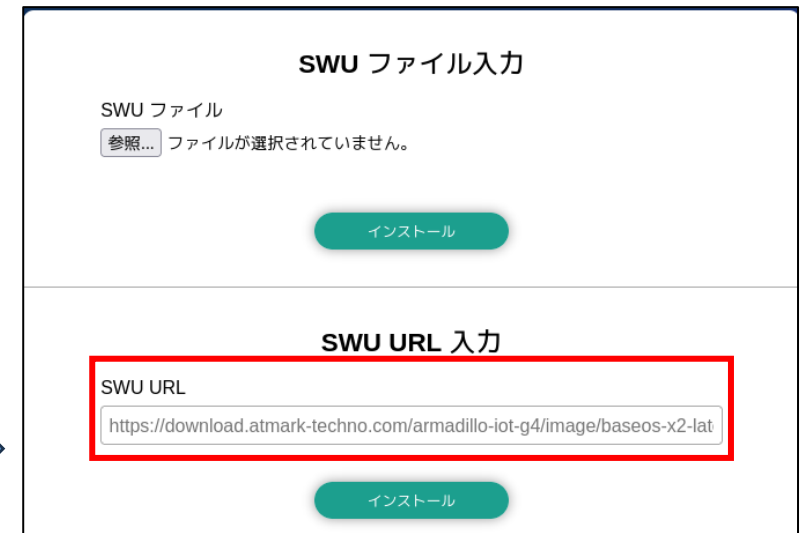 SWU ファイル入力
SWU ファイル
参照... ファイルが選択されていません。
インストール
SWU URL 入力
SWU URL
https://download.atmark-techno.com/armadillo-iot-g4/image/baseos-x2-lat
インストール